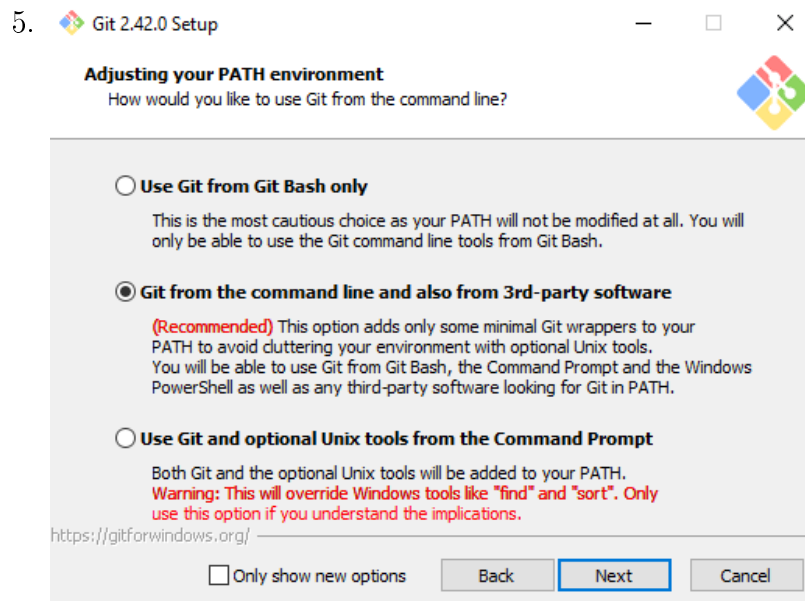 5.
Git 2.42.0 Setup
Adjusting your PATH environment
How would you like to use Git from the command line?
Use Git from Git Bash only
This is the most cautious choice as your PATH will not be modified at all. You will
only be able to use the Git command line tools from Git Bash.
Git from the command line and also from 3rd-party software
(Recommended) This option adds only some minimal Git wrappers to your
PATH to avoid cluttering your environment with optional Unix tools.
You will be able to use Git from Git Bash, the Command Prompt and the Windows
PowerShell as well as any third-party software looking for Git in PATH.
Use Git and optional Unix tools from the Command Prompt
Both Git and the optional Unix tools will be added to your PATH.
Warning: This will override Windows tools like "find" and "sort". Only
use this option if you understand the implications.
https://gitforwindows.org/
Only show new options
Back
Next
Cancel